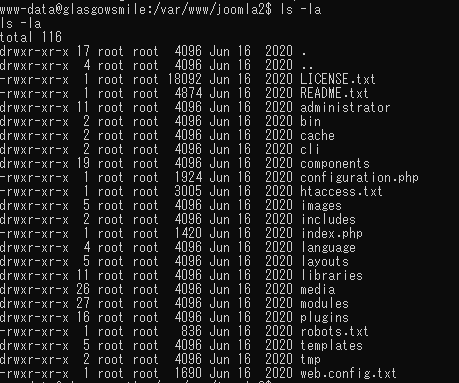 www-data@glasgowsmile:/var/www/joomla2$ ls -la
ls -la
total 116
drwxr-xr-x 17 root root  4096 Jun 16  2020 .
drwxr-xr-x  4 root root  4096 Jun 16  2020 ..
-rwxr-xr-x  1 root root 18092 Jun 16  2020 LICENSE.txt
-rwxr-xr-x  1 root root  4874 Jun 16  2020 README.txt
drwxr-xr-x 11 root root  4096 Jun 16  2020 administrator
drwxr-xr-x  2 root root  4096 Jun 16  2020 bin
drwxr-xr-x  2 root root  4096 Jun 16  2020 cache
drwxr-xr-x  2 root root  4096 Jun 16  2020 cli
drwxr-xr-x 19 root root  4096 Jun 16  2020 components
-rwxr-xr-x  1 root root  1924 Jun 16  2020 configuration.php
-rwxr-xr-x  1 root root  3005 Jun 16  2020 htaccess.txt
drwxr-xr-x  5 root root  4096 Jun 16  2020 images
drwxr-xr-x  2 root root  4096 Jun 16  2020 includes
-rwxr-xr-x  1 root root  1420 Jun 16  2020 index.php
drwxr-xr-x  4 root root  4096 Jun 16  2020 language
drwxr-xr-x  5 root root  4096 Jun 16  2020 layouts
drwxr-xr-x 11 root root  4096 Jun 16  2020 libraries
drwxr-xr-x 26 root root  4096 Jun 16  2020 media
drwxr-xr-x 27 root root  4096 Jun 16  2020 modules
drwxr-xr-x 16 root root  4096 Jun 16  2020 plugins
-rwxr-xr-x  1 root root   836 Jun 16  2020 robots.txt
drwxr-xr-x  5 root root  4096 Jun 16  2020 templates
drwxr-xr-x  2 root root  4096 Jun 16  2020 tmp
-rwxr-xr-x  1 root root  1690 Jun 16  2020 web.config.txt